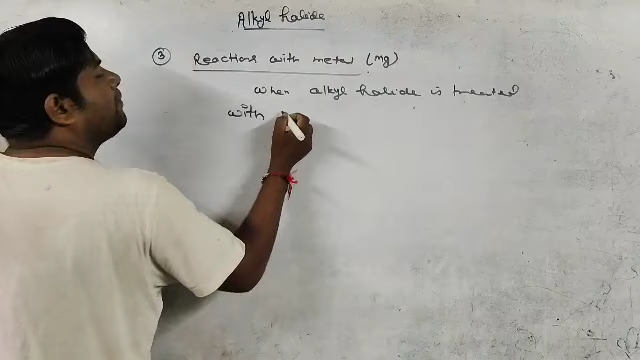 Alkyl halide
③ Reactions with metal (Mg)
When alkyl halide is treated
with